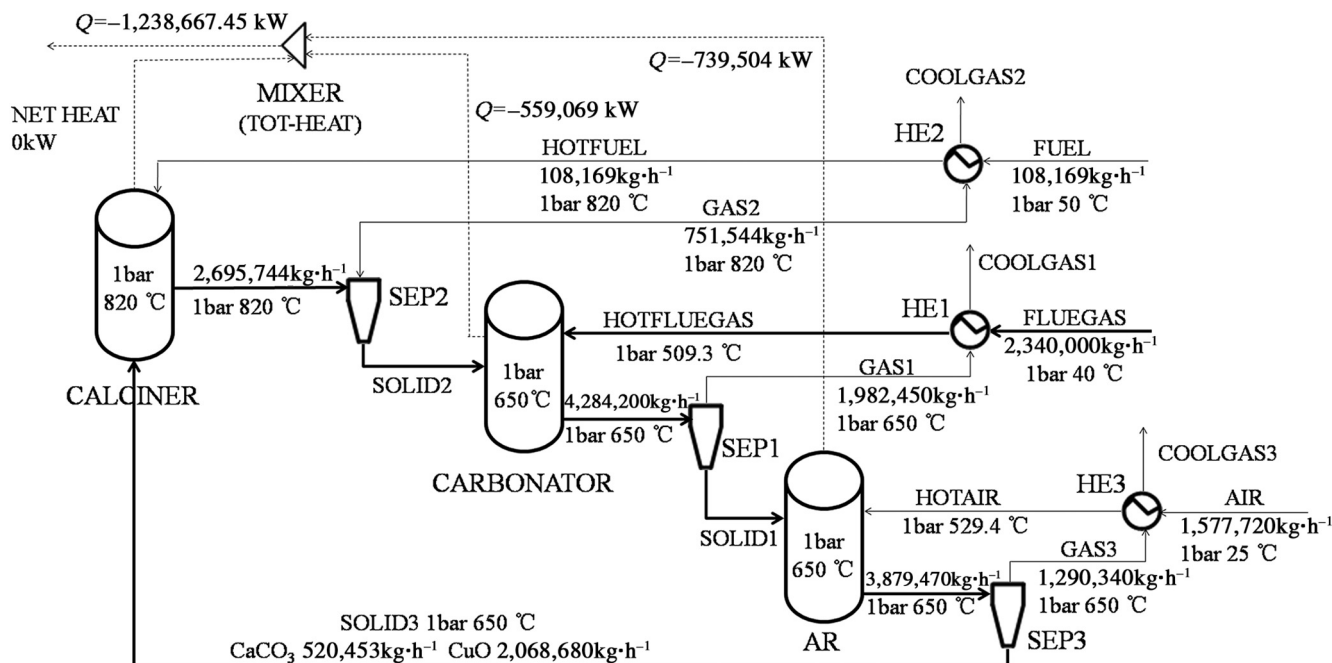 Q=–1,238,667.45 kW
Q=–739,504 kW
COOLGAS2
MIXER
(TOT-HEAT)
NET HEAT
0kW
Q=–559,069 kW
HE2
HOTFUEL
108,169kg·h⁻¹
1bar 820 ℃
FUEL
108,169kg·h⁻¹
1bar 50 ℃
GAS2
751,544kg·h⁻¹
1bar 820 ℃
COOLGAS1
1bar
820 ℃
2,695,744kg·h⁻¹
1bar 820 ℃
SEP2
HE1
HOTFLUEGAS
1bar 509.3 ℃
FLUEGAS
2,340,000kg·h⁻¹
1bar 40 ℃
CALCINER
SOLID2
1bar
650℃
GAS1
1,982,450kg·h⁻¹
1bar 650 ℃
4,284,200kg·h⁻¹
1bar 650 ℃
SEP1
CARBONATOR
COOLGAS3
HE3
HOTAIR
1bar 529.4 ℃
AIR
1,577,720kg·h⁻¹
1bar 25 ℃
SOLID1
1bar
650 ℃
GAS3
1,290,340kg·h⁻¹
1bar 650 ℃
3,879,470kg·h⁻¹
1bar 650 ℃
AR
SEP3
SOLID3 1bar 650 ℃
CaCO₃ 520,453kg·h⁻¹ CuO 2,068,680kg·h⁻¹